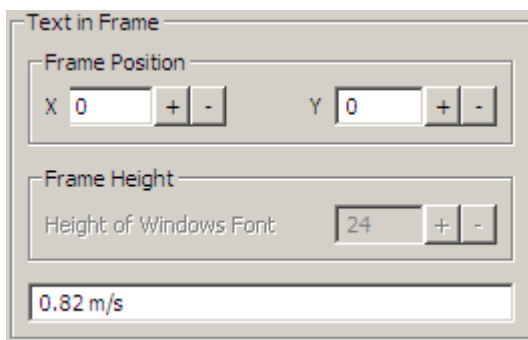 Text in Frame
Frame Position
X 0 + - Y 0 + -
Frame Height
Height of Windows Font 24 + -
0.82 m/s